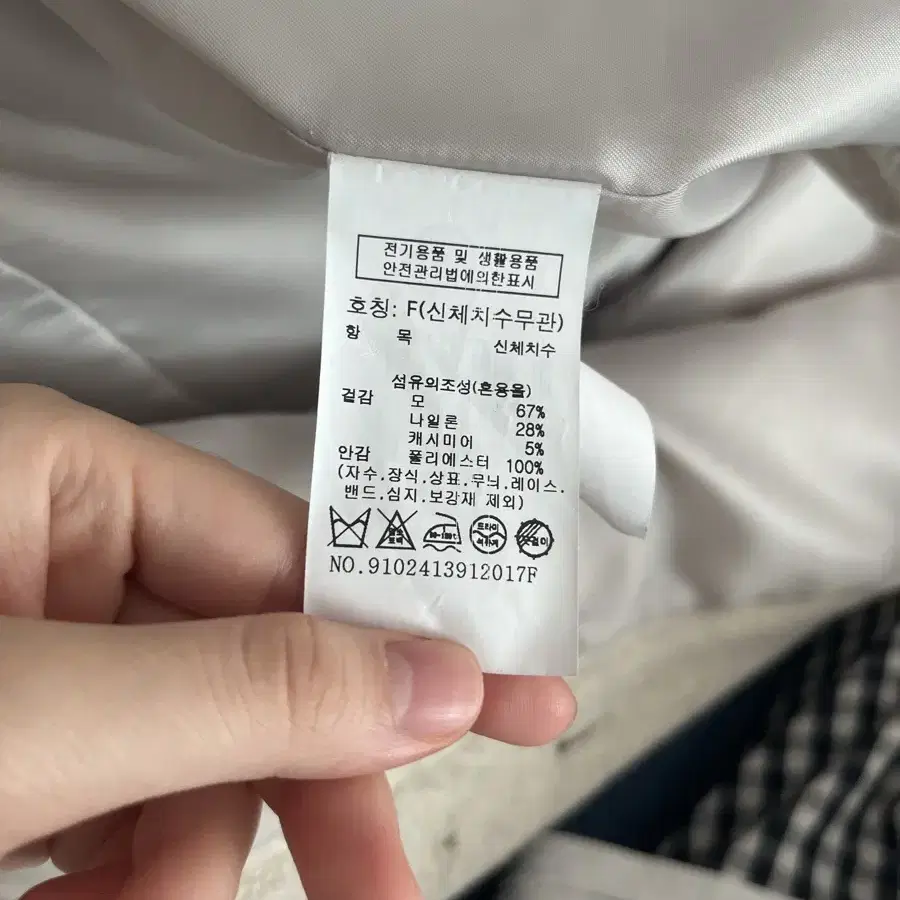 전기용품 및 생활용품
안전관리법에의한표시
호칭: F(신체치수무관)
항 목 신체치수
섬유의조성(혼용율)
겉감 모 67%
나일론 28%
캐시미어 5%
안감 폴리에스터 100%
(자수.장식.상표.무늬.레이스.
밴드.심지.보강재 제외)
드라이
NO.9102413912017F